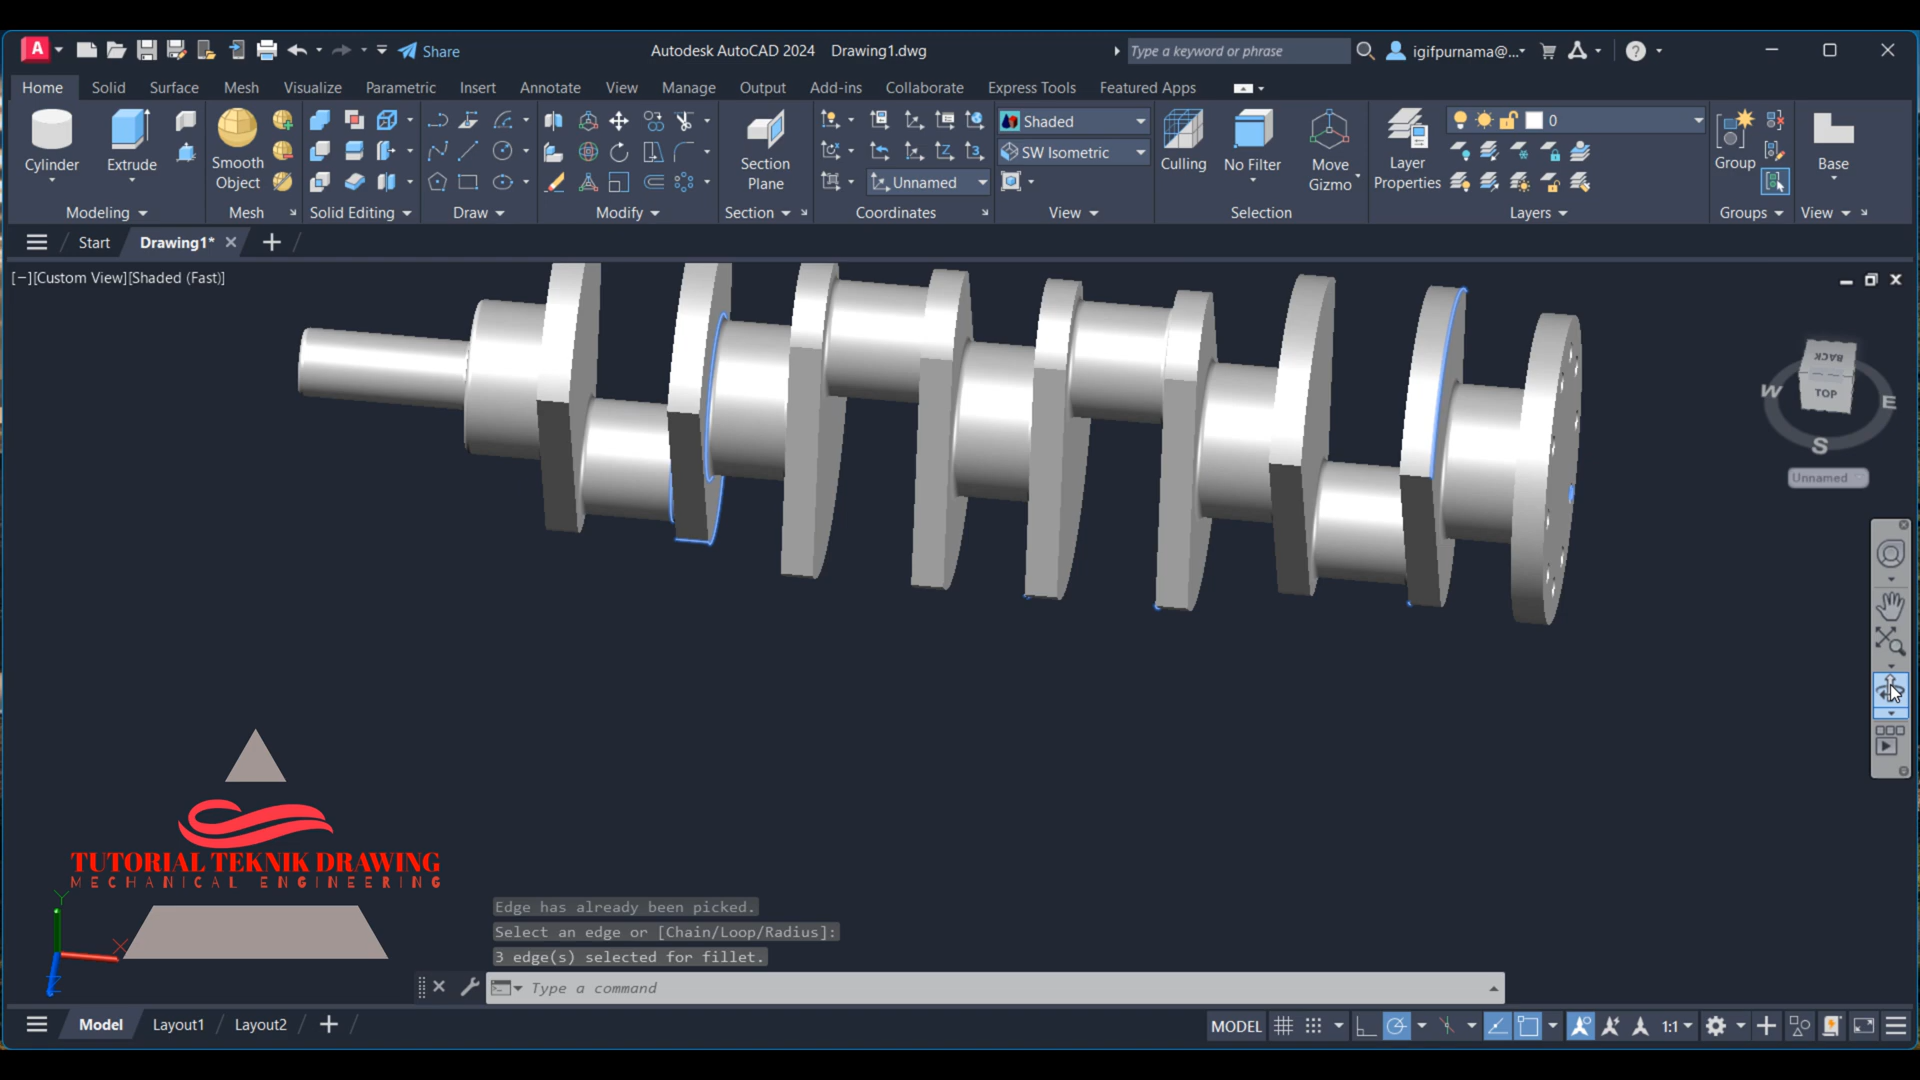 A
Share
Autodesk AutoCAD 2024 Drawing1.dwg
Type a keyword or phrase
igifpurnama@...
Home Solid Surface Mesh Visualize Parametric Insert Annotate View Manage Output Add-ins Collaborate Express Tools Featured Apps
Cylinder
Extrude
Smooth Object
Section Plane
Unnamed
Shaded
SW Isometric
Culling
No Filter
Move Gizmo
Layer Properties
0
Group
Base
Modeling Mesh Solid Editing Draw Modify Section Coordinates View Selection Layers Groups View
Start Drawing1*
[−][Custom View][Shaded (Fast)]
BACK
TOP
W
E
S
Unnamed
TUTORIAL TEKNIK DRAWING
MECHANICAL ENGINEERING
Y
X
Z
Edge has already been picked.
Select an edge or [Chain/Loop/Radius]:
3 edge(s) selected for fillet.
Type a command
Model Layout1 Layout2
MODEL
1:1